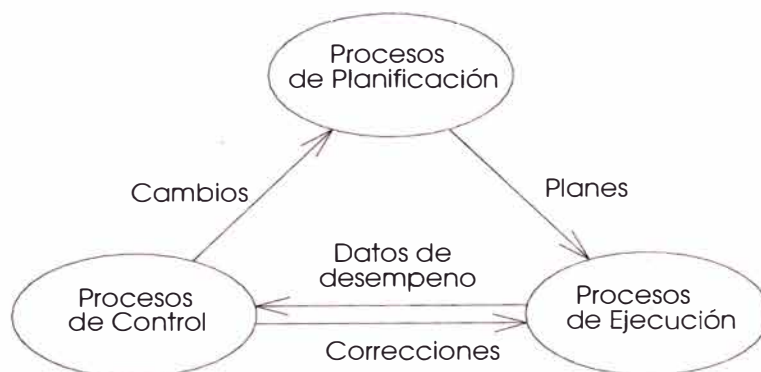 Procesos
de Planificación
Cambios
Planes
Datos de
desempeno
Procesos
de Control
Procesos
de Ejecución
Correcciones